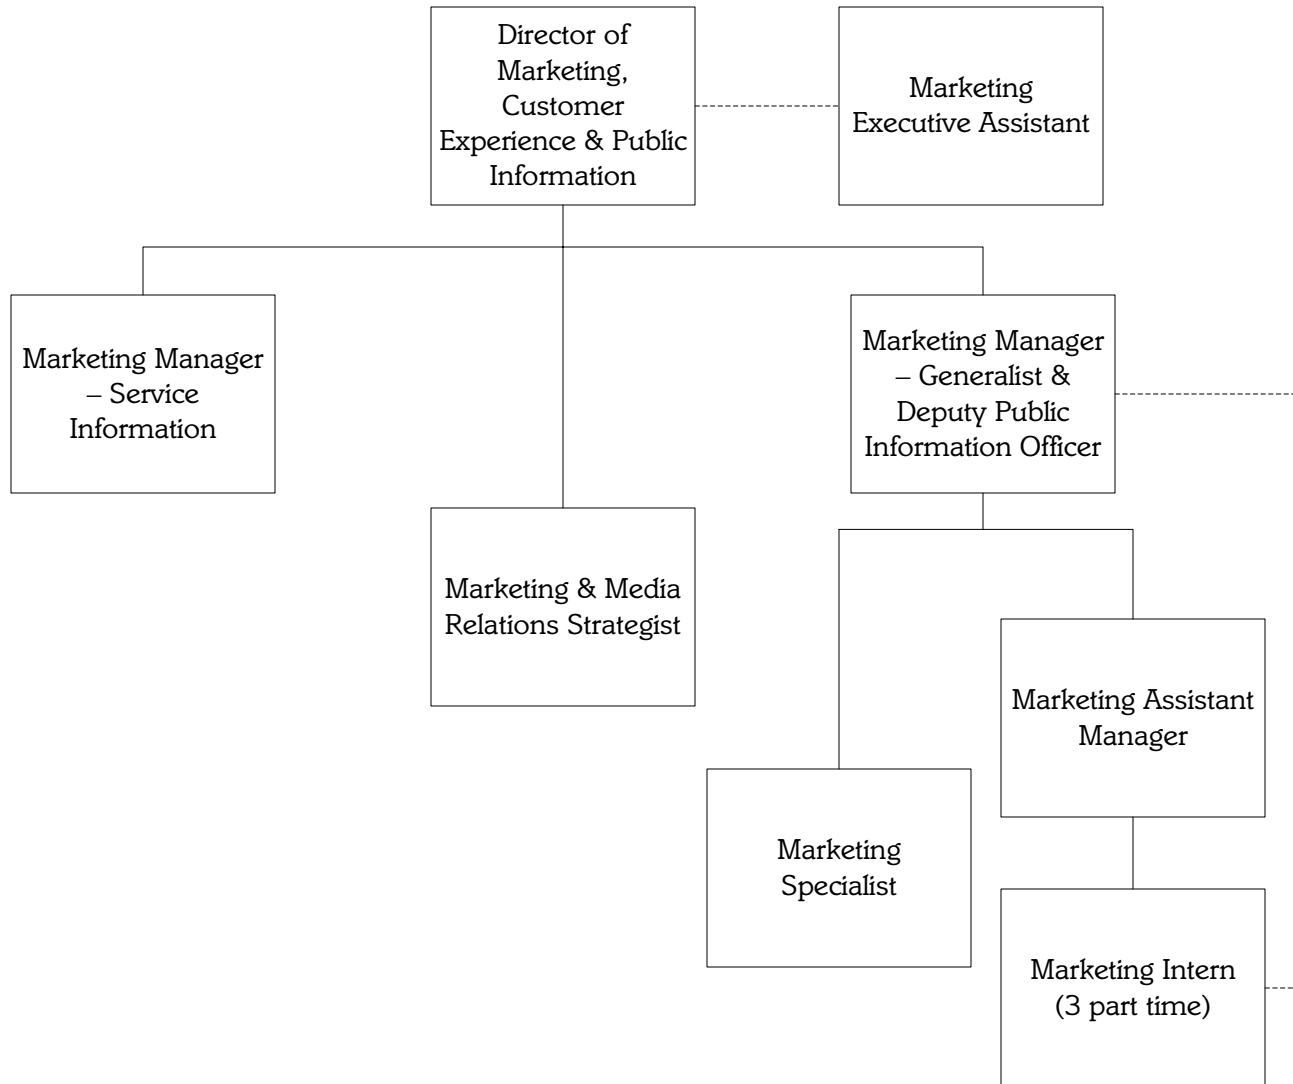 Director of
Marketing,
Customer
Experience & Public
Information
Marketing
Executive Assistant
Marketing Manager
– Service
Information
Marketing Manager
– Generalist &
Deputy Public
Information Officer
Marketing & Media
Relations Strategist
Marketing Assistant
Manager
Marketing
Specialist
Marketing Intern
(3 part time)